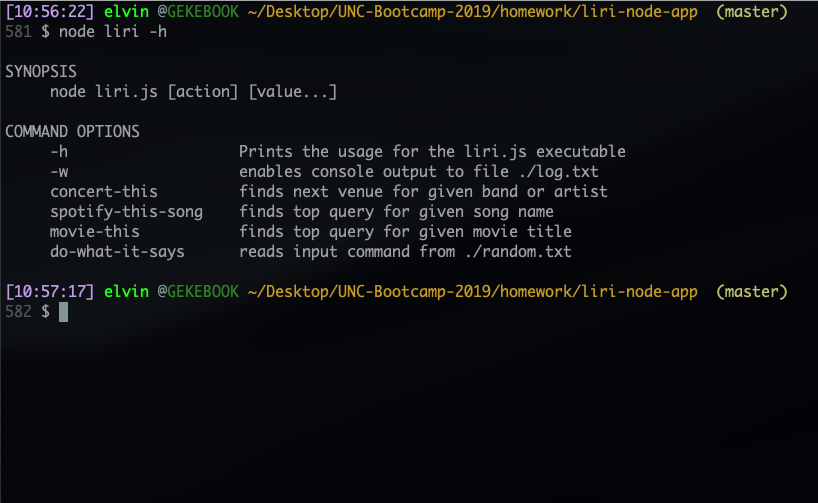 [10:56:22] elvin @GEKEBOOK ~/Desktop/UNC-Bootcamp-2019/homework/liri-node-app (master)
581 $ node liri -h
SYNOPSIS
node liri.js [action] [value...]
COMMAND OPTIONS
-h Prints the usage for the liri.js executable
-w enables console output to file ./log.txt
concert-this finds next venue for given band or artist
spotify-this-song finds top query for given song name
movie-this finds top query for given movie title
do-what-it-says reads input command from ./random.txt
[10:57:17] elvin @GEKEBOOK ~/Desktop/UNC-Bootcamp-2019/homework/liri-node-app (master)
582 $